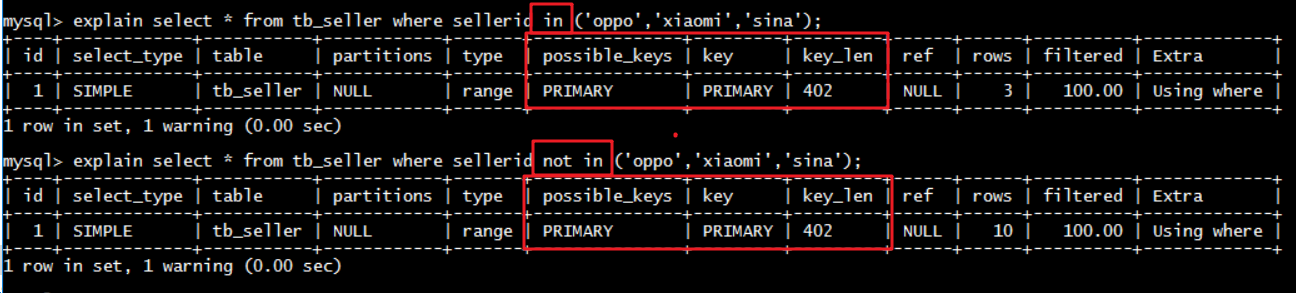 mysql> explain select * from tb_seller where sellerid in ('oppo','xiaomi','sina');
+----+-------------+-----------+------------+-------+---------------+---------+---------+------+------+----------+-------------+
| id | select_type | table     | partitions | type  | possible_keys | key     | key_len | ref  | rows | filtered | Extra       |
+----+-------------+-----------+------------+-------+---------------+---------+---------+------+------+----------+-------------+
|  1 | SIMPLE      | tb_seller | NULL       | range | PRIMARY       | PRIMARY | 402     | NULL |    3 |   100.00 | Using where |
+----+-------------+-----------+------------+-------+---------------+---------+---------+------+------+----------+-------------+
1 row in set, 1 warning (0.00 sec)
mysql> explain select * from tb_seller where sellerid not in ('oppo','xiaomi','sina');
+----+-------------+-----------+------------+-------+---------------+---------+---------+------+------+----------+-------------+
| id | select_type | table     | partitions | type  | possible_keys | key     | key_len | ref  | rows | filtered | Extra       |
+----+-------------+-----------+------------+-------+---------------+---------+---------+------+------+----------+-------------+
|  1 | SIMPLE      | tb_seller | NULL       | range | PRIMARY       | PRIMARY | 402     | NULL |   10 |   100.00 | Using where |
+----+-------------+-----------+------------+-------+---------------+---------+---------+------+------+----------+-------------+
1 row in set, 1 warning (0.00 sec)